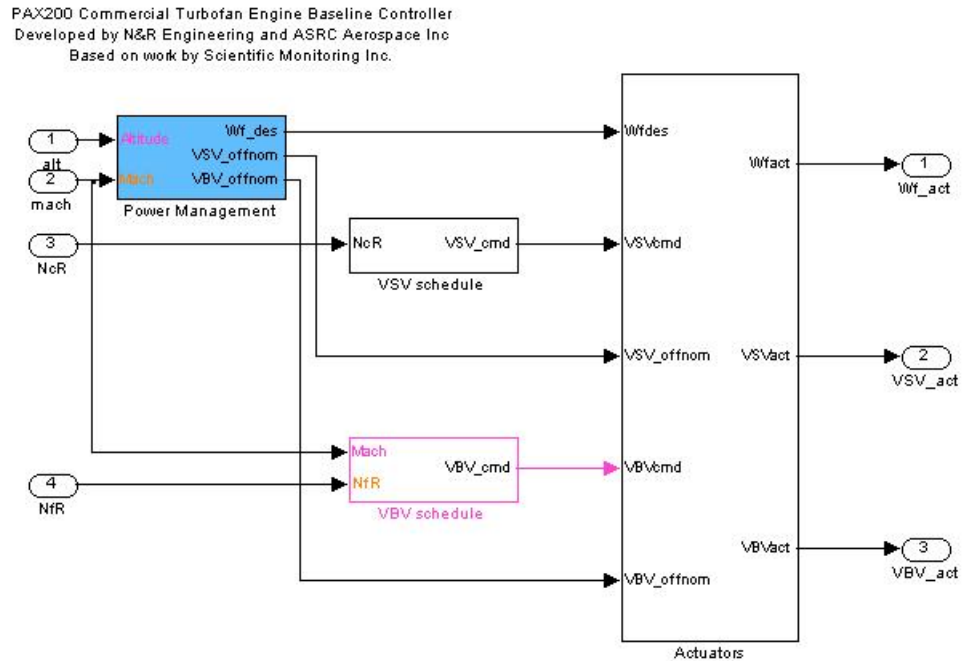 PAX200 Commercial Turbofan Engine Baseline Controller
Developed by N&R Engineering and ASRC Aerospace Inc
Based on work by Scientific Monitoring Inc.
1
alt
2
mach
Altitude
Mach
Wf_des
VSV_offnom
VBV_offnom
Power Management
3
NcR
NcR
VSV_cmd
VSV schedule
Mach
NfR
VBV_cmd
VBV schedule
4
NfR
Wfdes
VSVcmd
VSV_offnom
VBVcmd
VBV_offnom
Wfact
VSVact
VBVact
Actuators
1
Wf_act
2
VSV_act
3
VBV_act